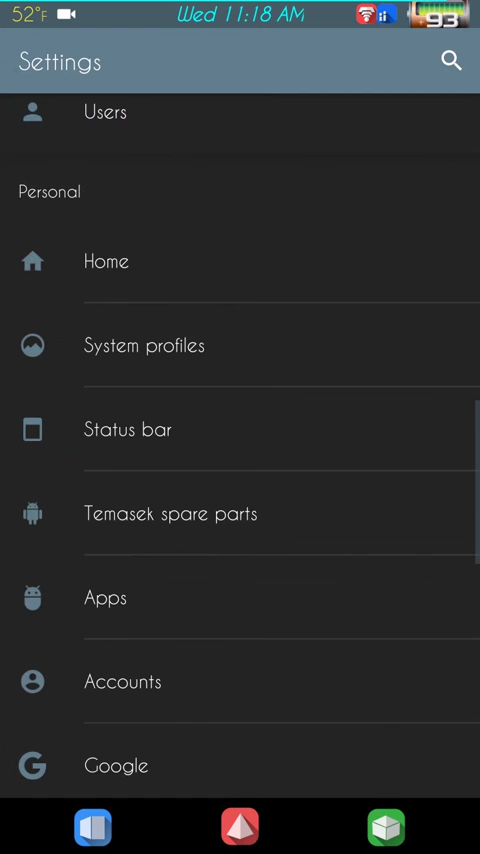 52°F
Wed 11:18 AM
93
Settings
Users
Personal
Home
System profiles
Status bar
Temasek spare parts
Apps
Accounts
Google